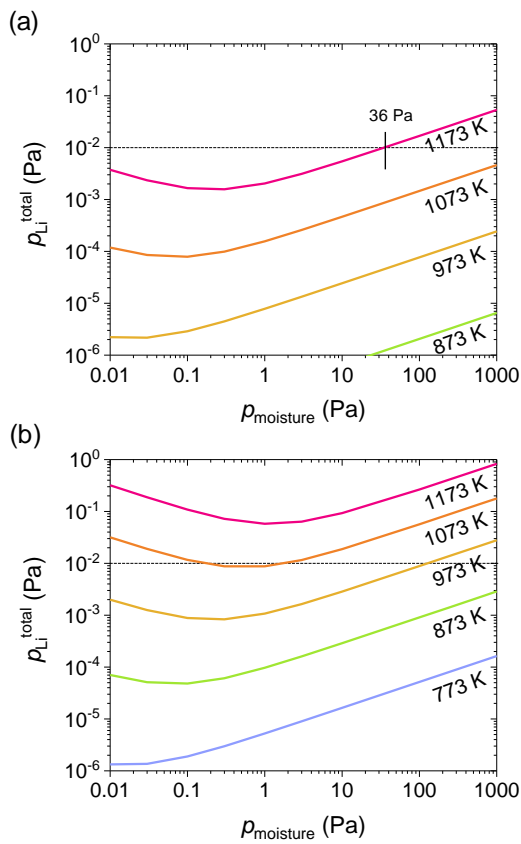 (a)
10^0
10^-1
10^-2
10^-3
10^-4
10^-5
10^-6
p_Li^total (Pa)
36 Pa
1173 K
1073 K
973 K
873 K
0.01 0.1 1 10 100 1000
p_moisture (Pa)
(b)
10^0
10^-1
10^-2
10^-3
10^-4
10^-5
10^-6
p_Li^total (Pa)
1173 K
1073 K
973 K
873 K
773 K
0.01 0.1 1 10 100 1000
p_moisture (Pa)